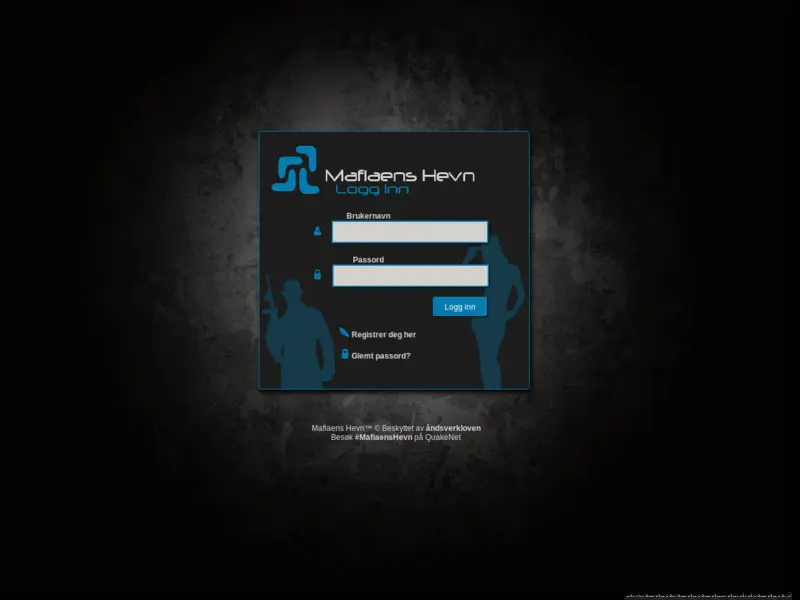 Mafiaens Hevn
Logg Inn
Brukernavn
Passord
Logg inn
Registrer deg her
Glemt passord?
Mafiaens Hevn™ © Beskyttet av åndsverkloven
Besøk #MafiaensHevn på QuakeNet